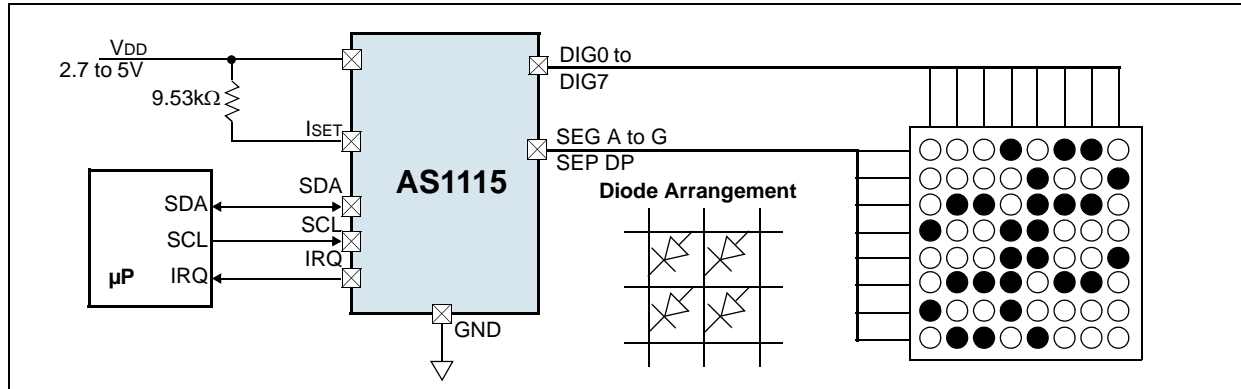 VDD
2.7 to 5V
9.53kΩ
ISET
SDA
SCL
IRQ
µP
SDA
SCL
IRQ
AS1115
GND
DIG0 to
DIG7
SEG A to G
SEP DP
Diode Arrangement